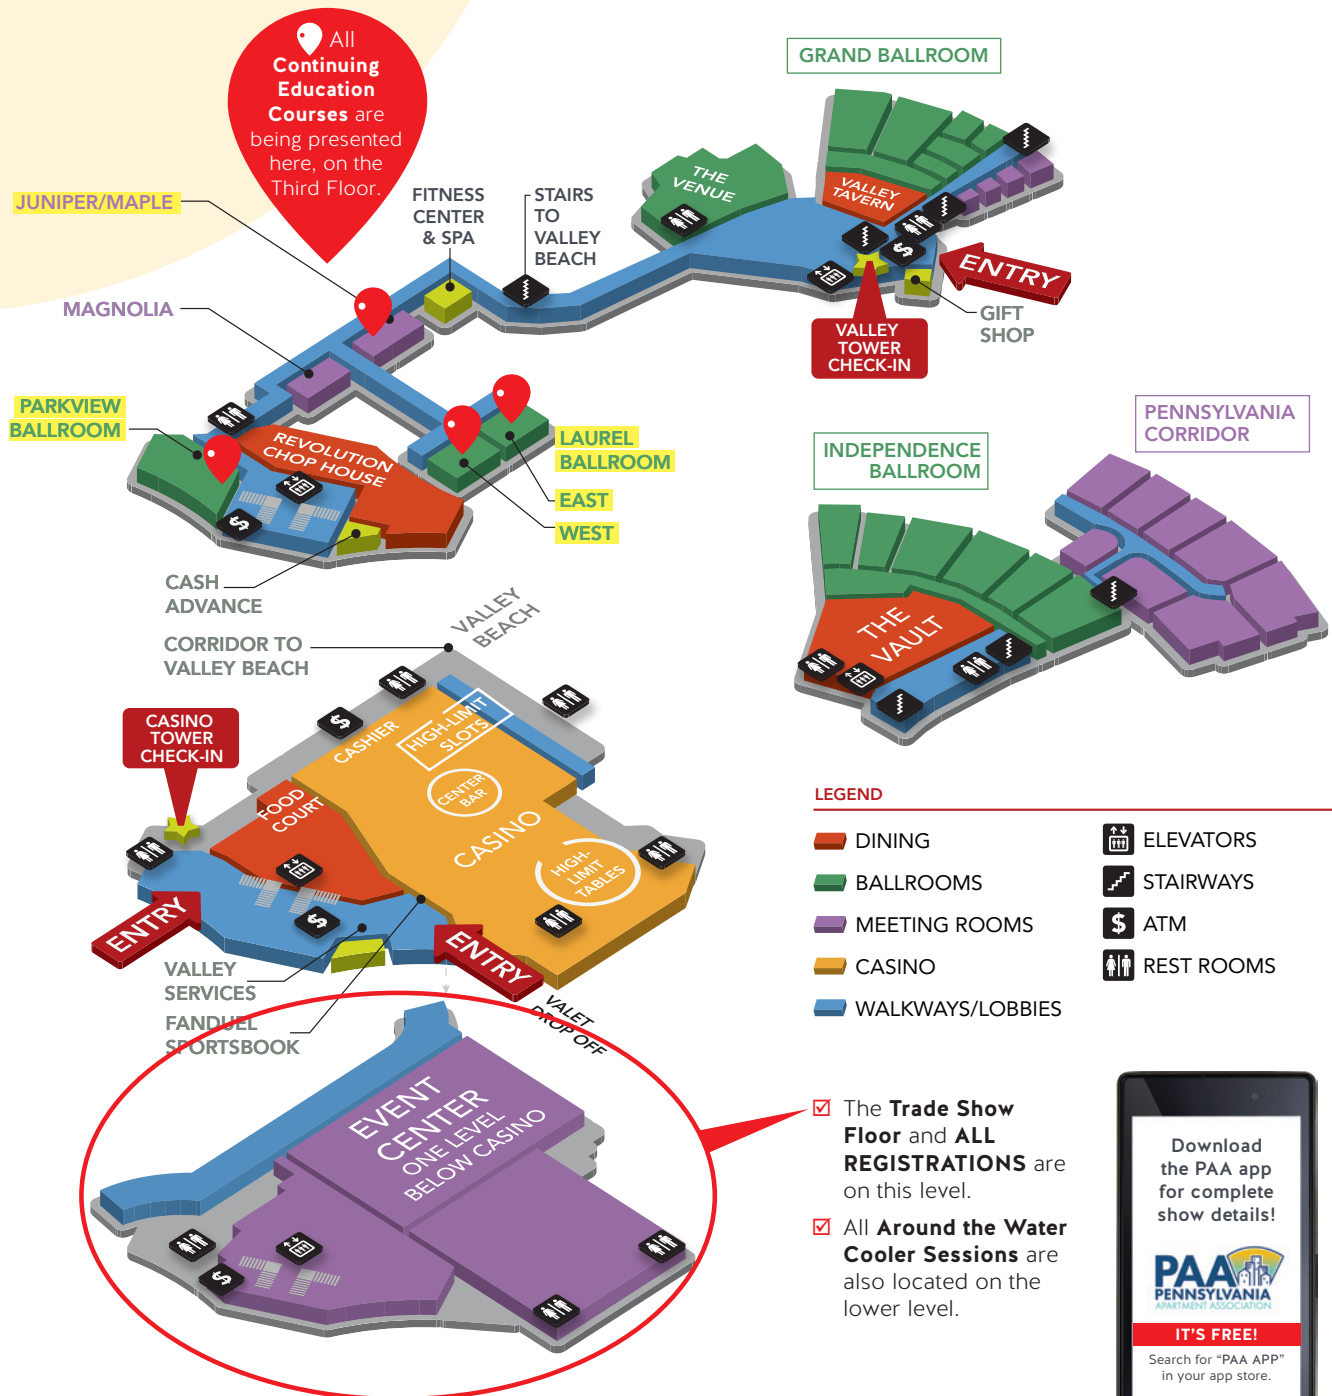 All
Continuing
Education
Courses are
being presented
here, on the
Third Floor.
GRAND BALLROOM
JUNIPER/MAPLE
FITNESS
CENTER
& SPA
STAIRS
TO
VALLEY
BEACH
THE
VENUE
VALLEY
TAVERN
ENTRY
MAGNOLIA
VALLEY
TOWER
CHECK-IN
GIFT
SHOP
PARKVIEW
BALLROOM
REVOLUTION
CHOP HOUSE
LAUREL
BALLROOM
EAST
WEST
$
$
CASH
ADVANCE
PENNSYLVANIA
CORRIDOR
INDEPENDENCE
BALLROOM
THE
VAULT
CORRIDOR TO
VALLEY BEACH
VALLEY
BEACH
CASINO
TOWER
CHECK-IN
$
CASHIER
HIGH-LIMIT
SLOTS
CENTER
BAR
FOOD
COURT
CASINO
HIGH-
LIMIT
TABLES
$
ENTRY
ENTRY
VALLEY
SERVICES
FANDUEL
SPORTSBOOK
VALET
DROP OFF
EVENT
CENTER
ONE LEVEL
BELOW CASINO
$
LEGEND
DINING
BALLROOMS
MEETING ROOMS
CASINO
WALKWAYS/LOBBIES
ELEVATORS
STAIRWAYS
$ ATM
REST ROOMS
The Trade Show
Floor and ALL
REGISTRATIONS are
on this level.
All Around the Water
Cooler Sessions are
also located on the
lower level.
Download
the PAA app
for complete
show details!
PAA
PENNSYLVANIA
APARTMENT ASSOCIATION
IT'S FREE!
Search for "PAA APP"
in your app store.